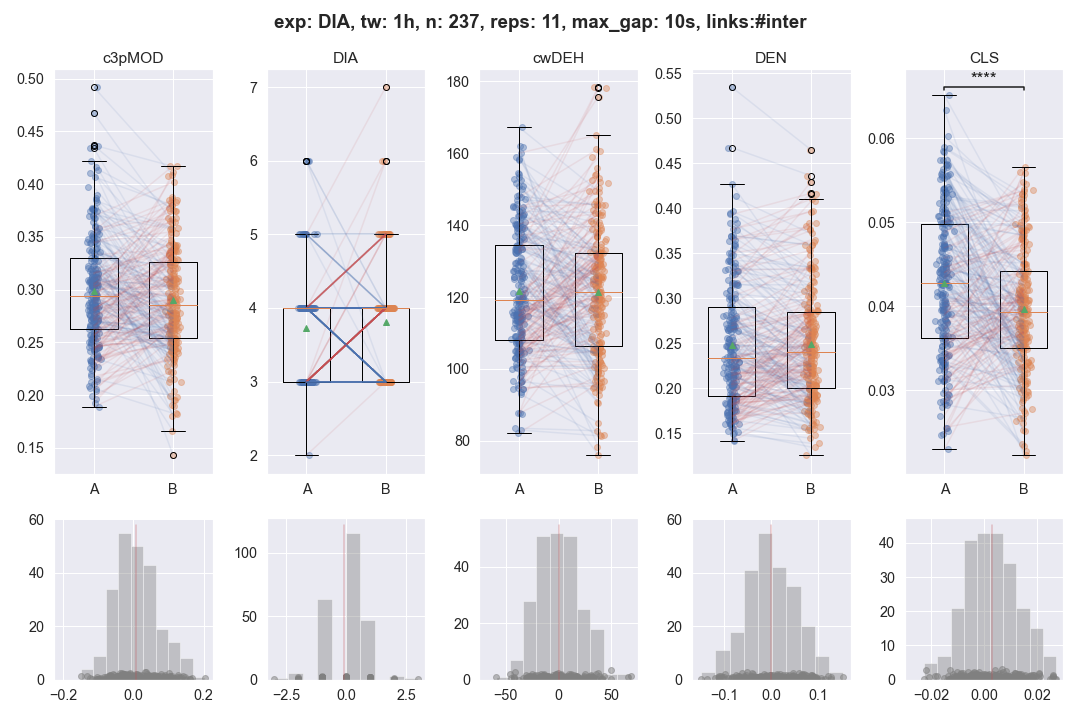 exp: DIA, tw: 1h, n: 237, reps: 11, max_gap: 10s, links:#inter
c3pMOD DIA cwDEH DEN CLS
****
0.50 7 180 0.55 0.06
0.45 6 160 0.50 0.05
0.40 5 140 0.45 0.04
0.35 4 120 0.40 0.03
0.30 3 100 0.35
0.25 2 80 0.30
0.20 0.25
0.15 0.20
0.15
A B A B A B A B A B
60 100 50 60 40
40 50 40 30
20 0 20 20 20
0 0 0 10
0
−0.2 0.0 0.2 −2.5 0.0 2.5 −50 0 50 −0.1 0.0 0.1 −0.02 0.00 0.02